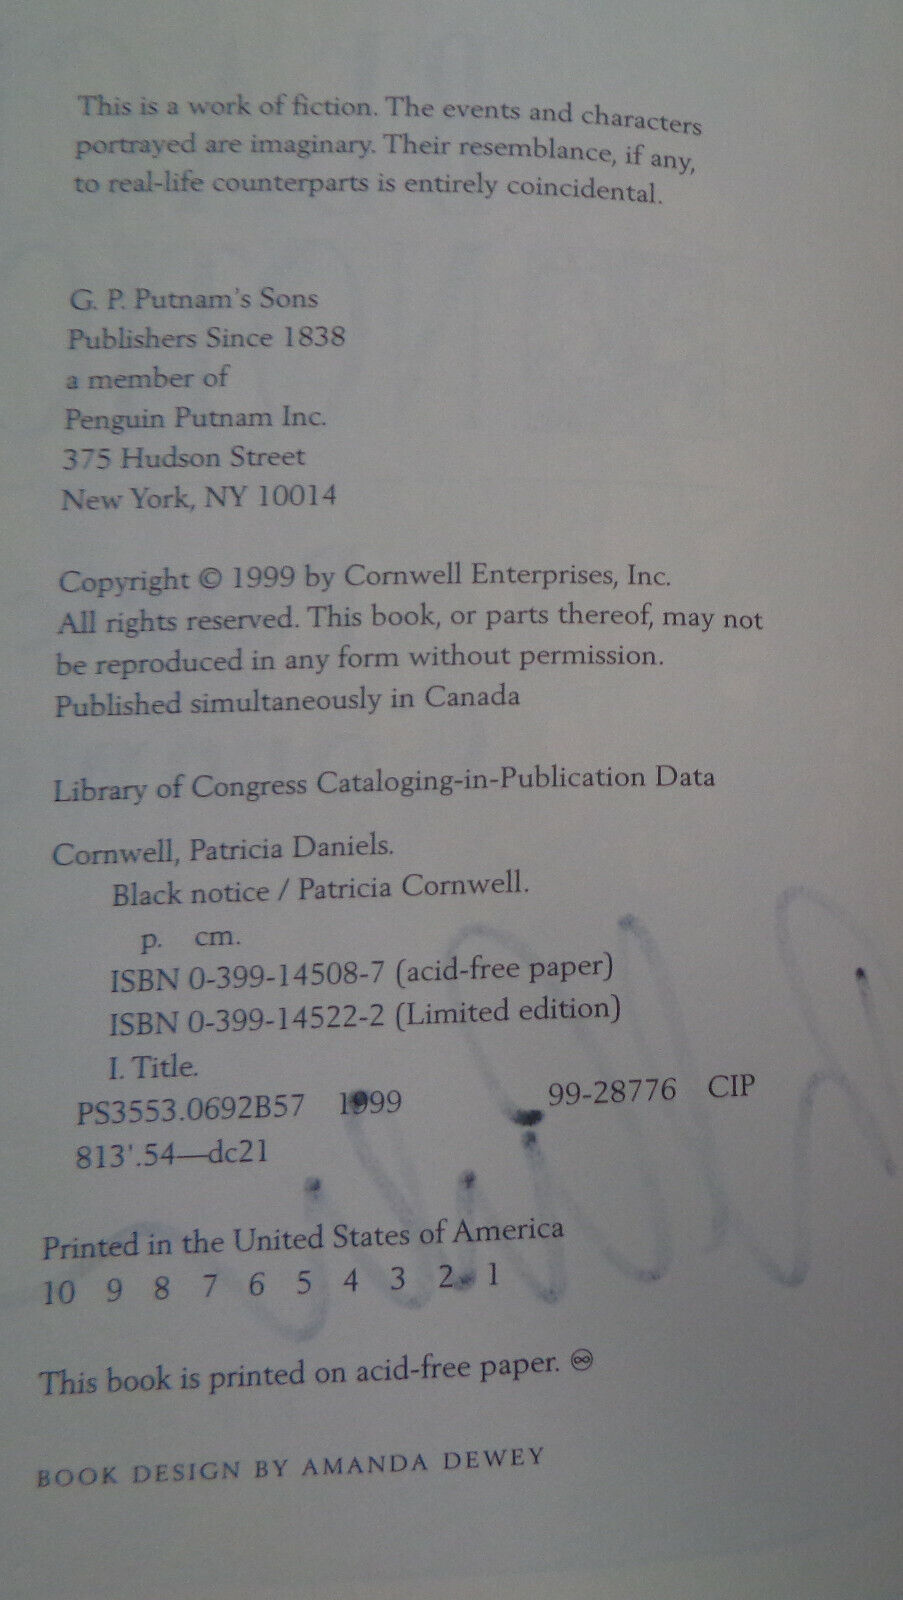 This is a work of fiction. The events and characters
portrayed are imaginary. Their resemblance, if any,
to real-life counterparts is entirely coincidental.
G. P. Putnam's Sons
Publishers Since 1838
a member of
Penguin Putnam Inc.
375 Hudson Street
New York, NY 10014
Copyright © 1999 by Cornwell Enterprises, Inc.
All rights reserved. This book, or parts thereof, may not
be reproduced in any form without permission.
Published simultaneously in Canada
Library of Congress Cataloging-in-Publication Data
Cornwell, Patricia Daniels.
Black notice / Patricia Cornwell.
p. cm.
ISBN 0-399-14508-7 (acid-free paper)
ISBN 0-399-14522-2 (Limited edition)
I. Title.
PS3553.0692B57 1999 99-28776 CIP
813'.54—dc21
Printed in the United States of America
10 9 8 7 6 5 4 3 2 1
This book is printed on acid-free paper. ♾
BOOK DESIGN BY AMANDA DEWEY